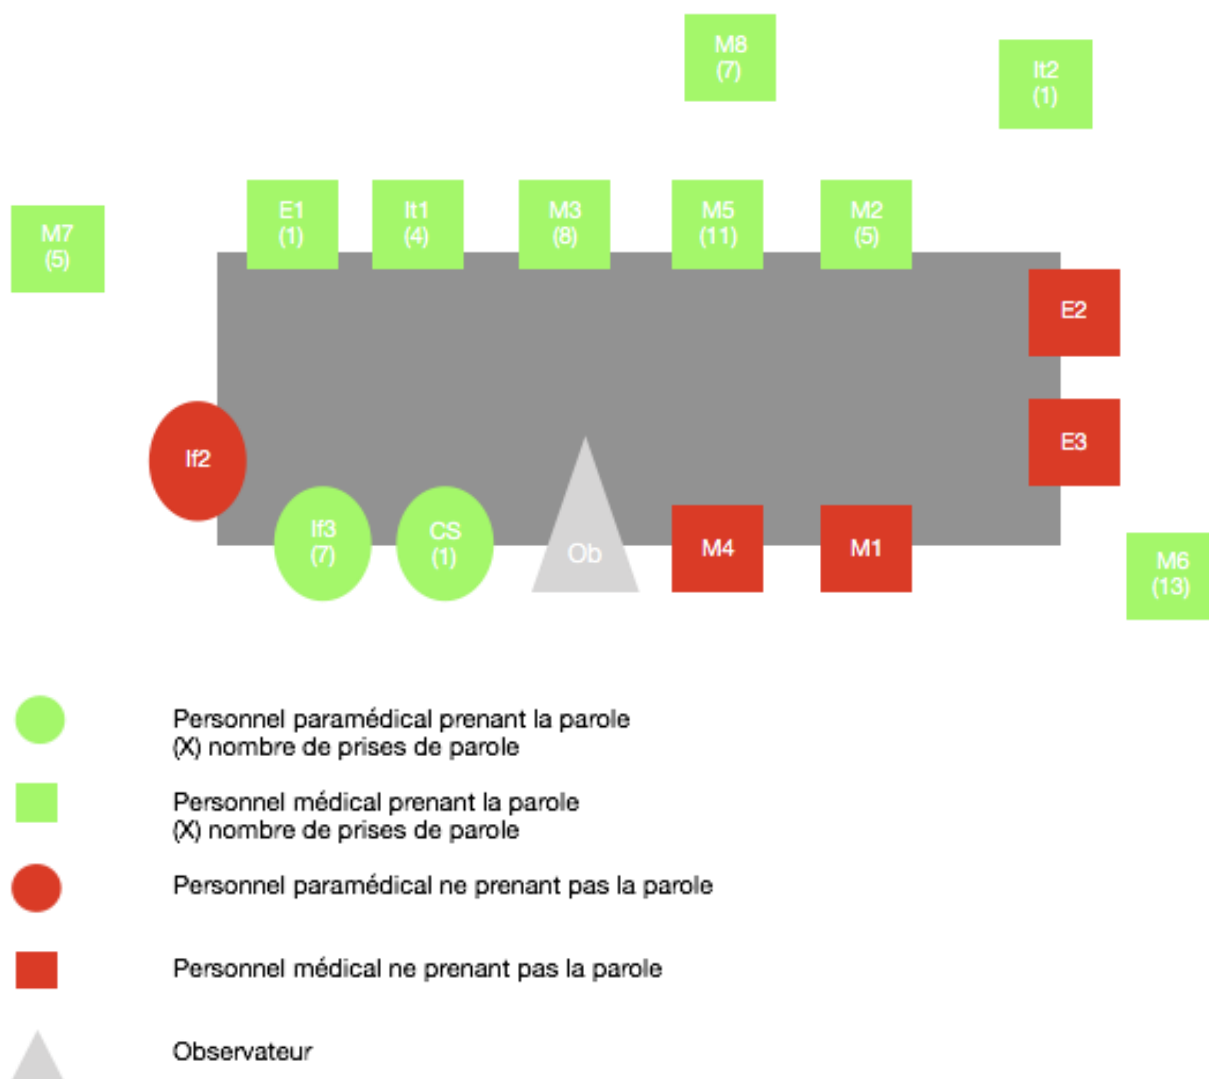 M8
(7)
It2
(1)
E1
(1)
It1
(4)
M3
(8)
M5
(11)
M2
(5)
M7
(5)
E2
E3
If2
If3
(7)
CS
(1)
Ob
M4
M1
M6
(13)
Personnel paramédical prenant la parole
(X) nombre de prises de parole
Personnel médical prenant la parole
(X) nombre de prises de parole
Personnel paramédical ne prenant pas la parole
Personnel médical ne prenant pas la parole
Observateur